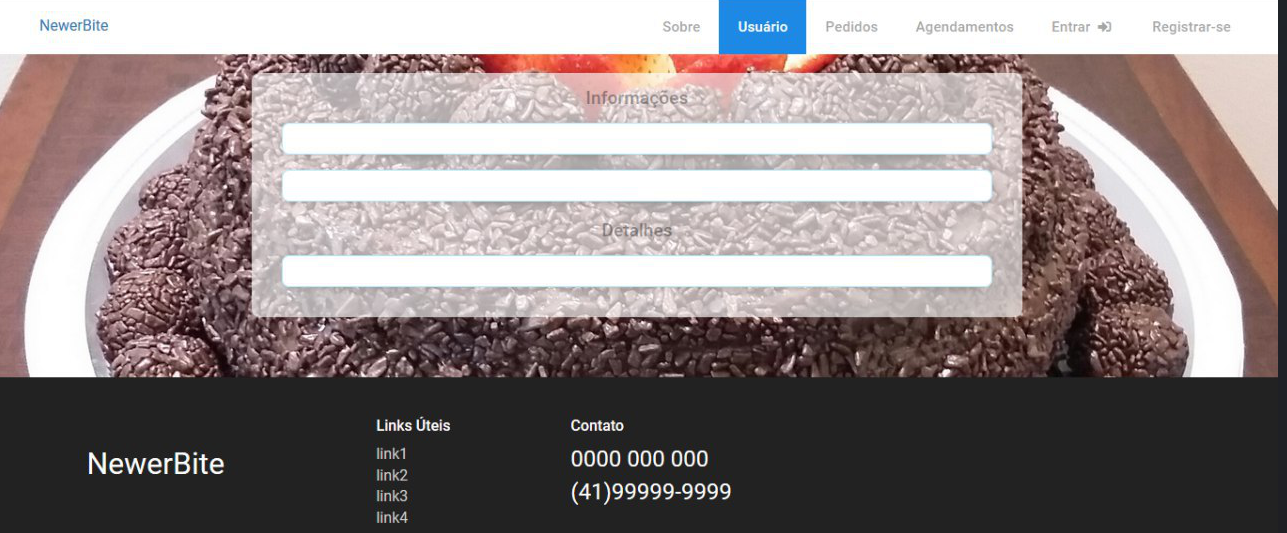 NewerBite
Sobre
Usuário
Pedidos
Agendamentos
Entrar
Registrar-se
Informações
Detalhes
NewerBite
Links Úteis
link1
link2
link3
link4
Contato
0000 000 000
(41)99999-9999